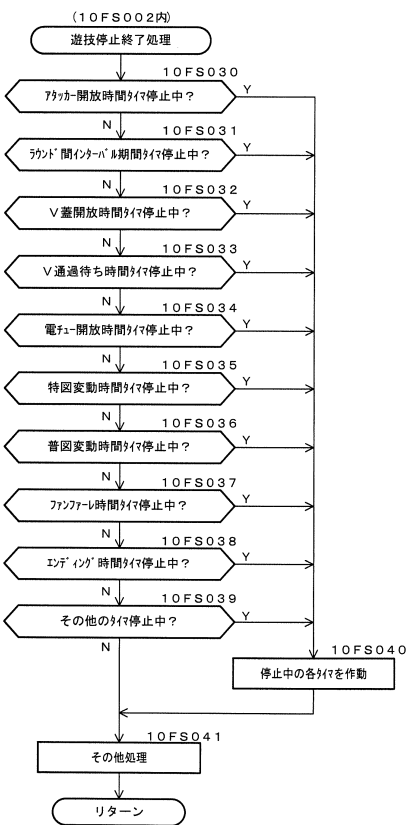 (10FS002内)
遊技停止終了処理
10FS030
ｱﾀｯｶｰ開放時間ﾀｲﾏ停止中？
Y
N
10FS031
ﾗｳﾝﾄﾞ間ｲﾝﾀｰﾊﾞﾙ期間ﾀｲﾏ停止中？
Y
N
10FS032
V蓋開放時間ﾀｲﾏ停止中？
Y
N
10FS033
V通過待ち時間ﾀｲﾏ停止中？
Y
N
10FS034
電ﾁｭｰ開放時間ﾀｲﾏ停止中？
Y
N
10FS035
特図変動時間ﾀｲﾏ停止中？
Y
N
10FS036
普図変動時間ﾀｲﾏ停止中？
Y
N
10FS037
ﾌｧﾝﾌｧｰﾚ時間ﾀｲﾏ停止中？
Y
N
10FS038
ｴﾝﾃﾞｨﾝｸﾞ時間ﾀｲﾏ停止中？
Y
N
10FS039
その他のﾀｲﾏ停止中？
Y
N
10FS040
停止中の各ﾀｲﾏを作動
10FS041
その他処理
リターン